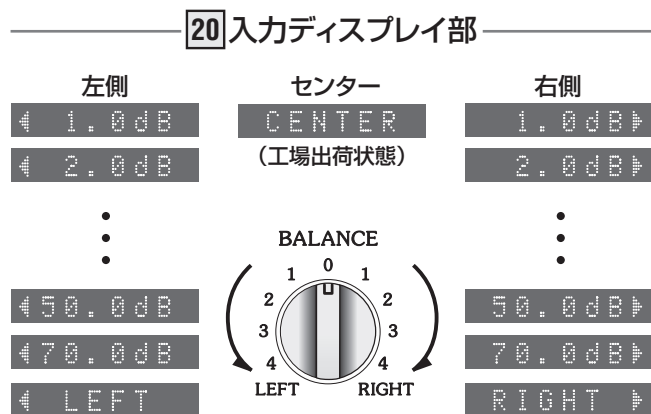 20 入力ディスプレイ部
左側 センター 右側
◀ 1.0dB CENTER 1.0dB▶
◀ 2.0dB (工場出荷状態) 2.0dB▶
BALANCE
0
1 1
2 2
3 3
4 4
LEFT RIGHT
◀50.0dB 50.0dB▶
◀70.0dB 70.0dB▶
◀ LEFT RIGHT ▶